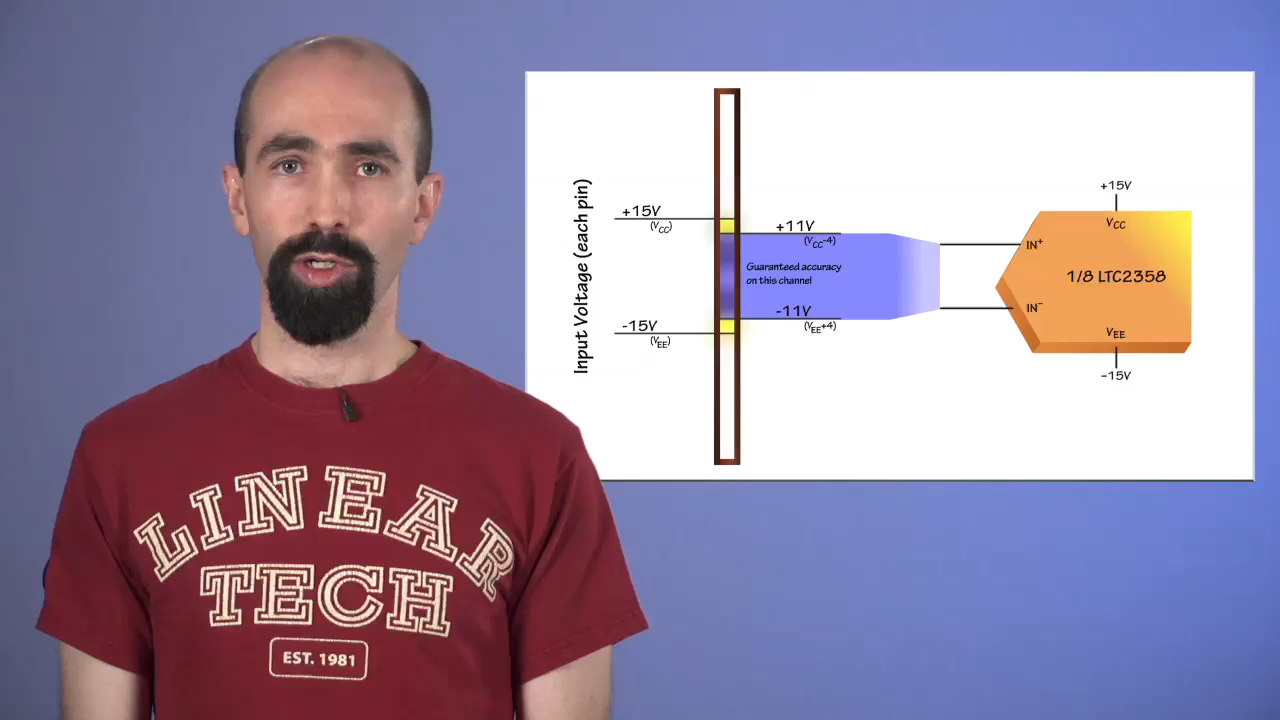 LINEAR
TECH
EST. 1981
Input Voltage (each pin)
+15V
(VCC)
-15V
(VEE)
+11V
(VCC-4)
Guaranteed accuracy
on this channel
-11V
(VEE+4)
+15V
VCC
IN+
1/8 LTC2358
IN-
VEE
-15V